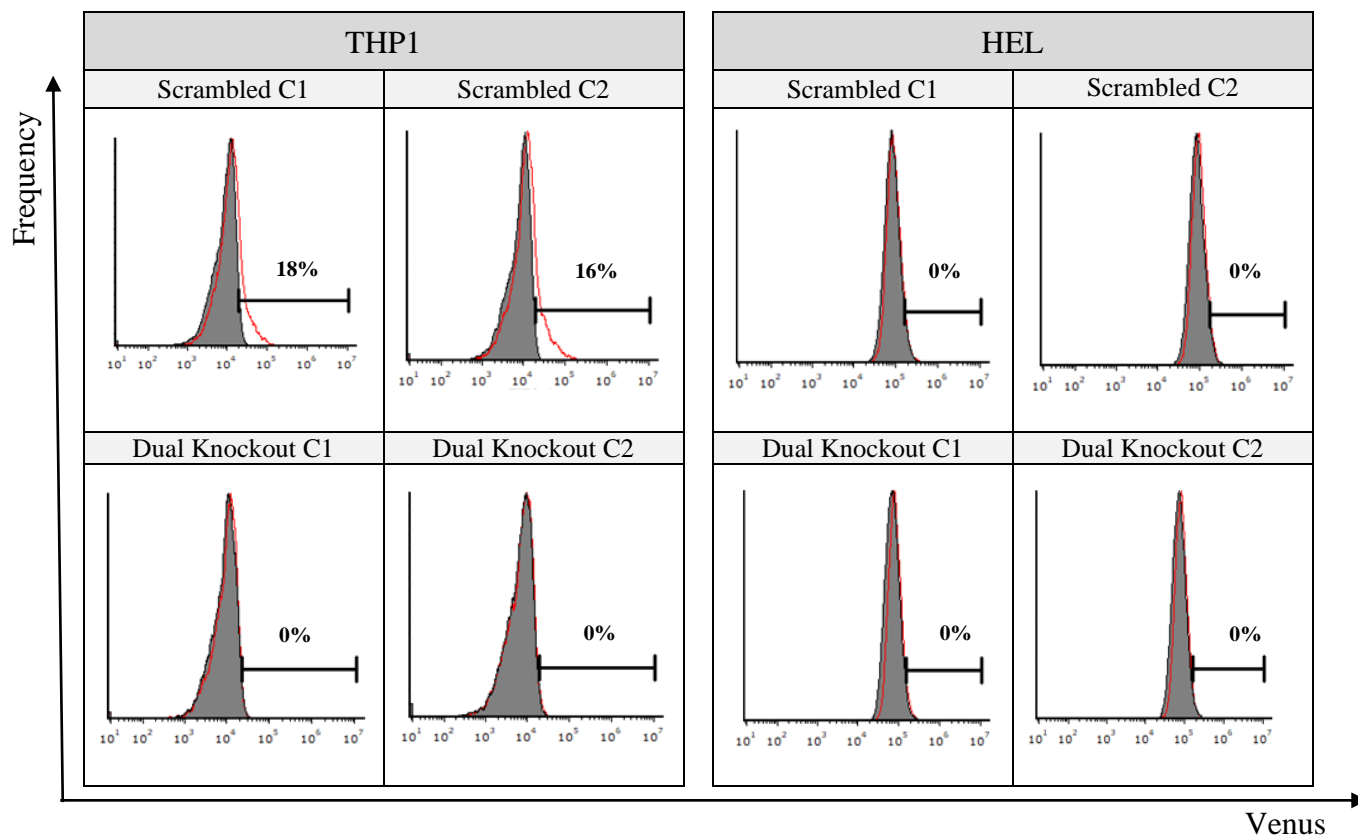 THP1
HEL
Scrambled C1
Scrambled C2
Scrambled C1
Scrambled C2
Frequency
18%
16%
0%
0%
10¹ 10² 10³ 10⁴ 10⁵ 10⁶ 10⁷
10¹ 10² 10³ 10⁴ 10⁵ 10⁶ 10⁷
10¹ 10² 10³ 10⁴ 10⁵ 10⁶ 10⁷
10¹ 10² 10³ 10⁴ 10⁵ 10⁶ 10⁷
Dual Knockout C1
Dual Knockout C2
Dual Knockout C1
Dual Knockout C2
0%
0%
0%
0%
10¹ 10² 10³ 10⁴ 10⁵ 10⁶ 10⁷
10¹ 10² 10³ 10⁴ 10⁵ 10⁶ 10⁷
10¹ 10² 10³ 10⁴ 10⁵ 10⁶ 10⁷
10¹ 10² 10³ 10⁴ 10⁵ 10⁶ 10⁷
Venus